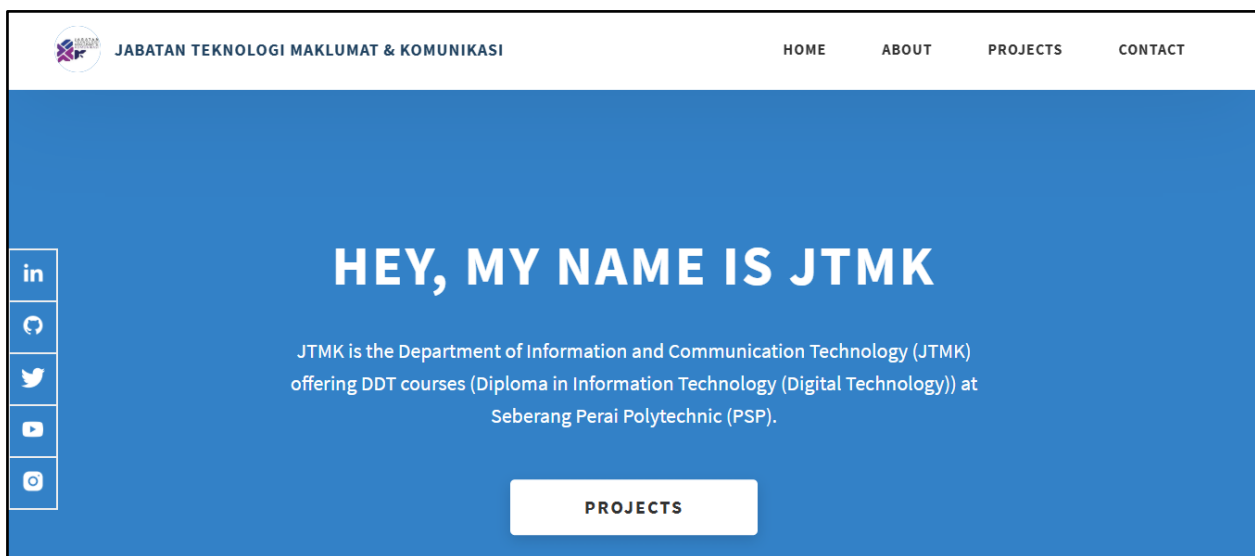 JABATAN TEKNOLOGI MAKLUMAT & KOMUNIKASI
HOME ABOUT PROJECTS CONTACT
HEY, MY NAME IS JTMK
JTMK is the Department of Information and Communication Technology (JTMK)
offering DDT courses (Diploma in Information Technology (Digital Technology)) at
Seberang Perai Polytechnic (PSP).
in
PROJECTS